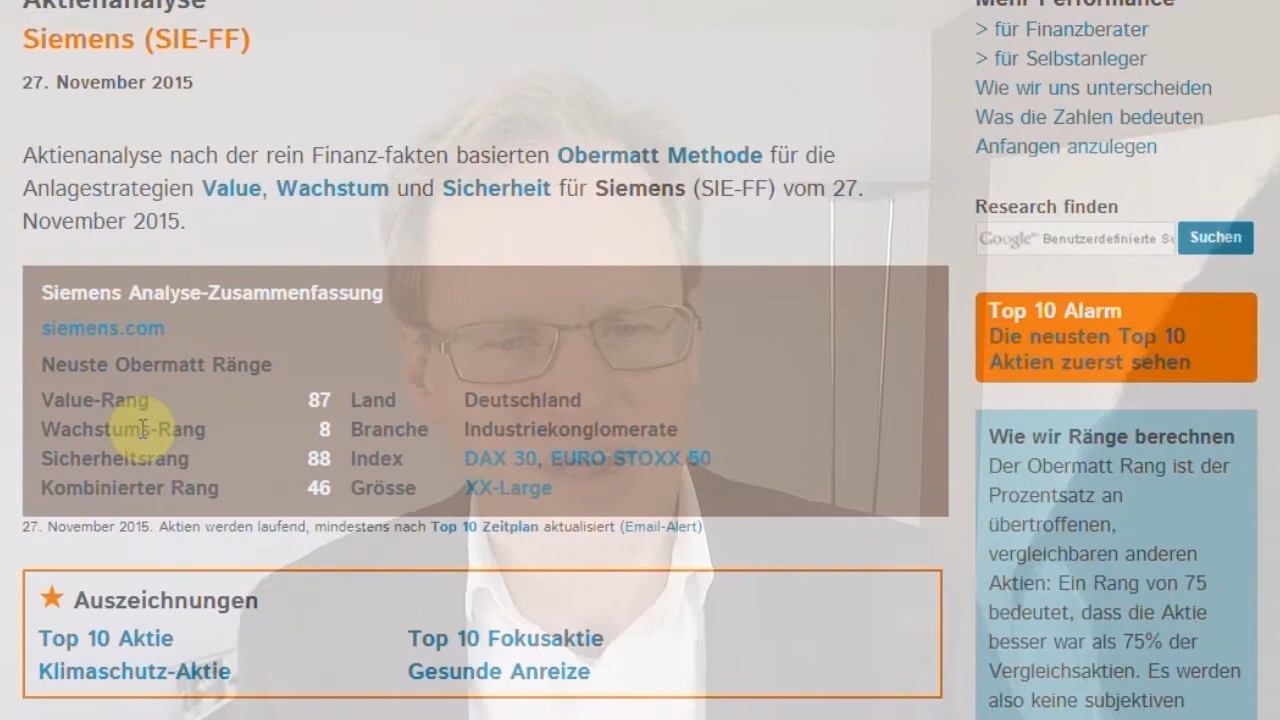 Aktienanalyse
Siemens (SIE-FF)
27. November 2015
Aktienanalyse nach der rein Finanz-fakten basierten Obermatt Methode für die
Anlagestrategien Value, Wachstum und Sicherheit für Siemens (SIE-FF) vom 27.
November 2015.
Siemens Analyse-Zusammenfassung
siemens.com
Neuste Obermatt Ränge
Value-Rang 87 Land Deutschland
Wachstums-Rang 8 Branche Industriekonglomerate
Sicherheitsrang 88 Index DAX 30, EURO STOXX 50
Kombinierter Rang 46 Grösse XX-Large
27. November 2015. Aktien werden laufend, mindestens nach Top 10 Zeitplan aktualisiert (Email-Alert)
Auszeichnungen
Top 10 Aktie Top 10 Fokusaktie
Klimaschutz-Aktie Gesunde Anreize
Mehr Performance
> für Finanzberater
> für Selbstanleger
Wie wir uns unterscheiden
Was die Zahlen bedeuten
Anfangen anzulegen
Research finden
Google™ Benutzerdefinierte Suchen
Top 10 Alarm
Die neusten Top 10
Aktien zuerst sehen
Wie wir Ränge berechnen
Der Obermatt Rang ist der
Prozentsatz an
übertroffenen,
vergleichbaren anderen
Aktien: Ein Rang von 75
bedeutet, dass die Aktie
besser war als 75% der
Vergleichsaktien. Es werden
also keine subjektiven